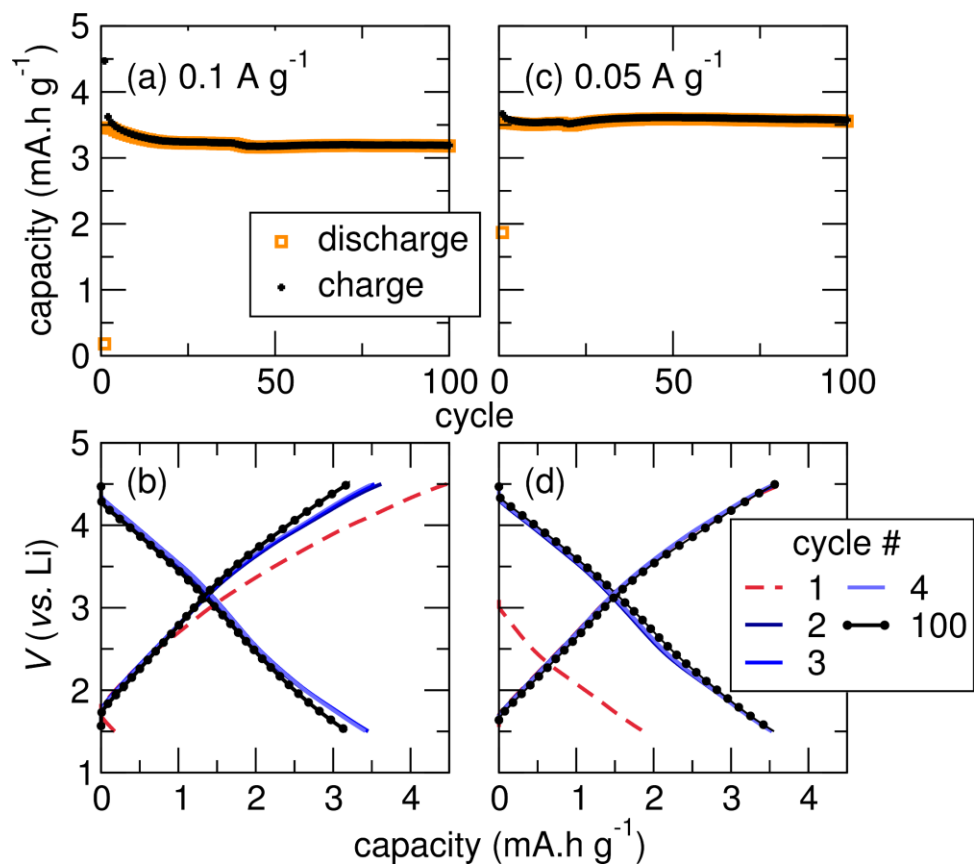 5
4
3
2
1
0
capacity (mA.h g⁻¹)
(a) 0.1 A g⁻¹
(c) 0.05 A g⁻¹
discharge
charge
0 50 100 0 50 100
cycle
5
4
3
2
1
V (vs. Li)
(b)
(d)
cycle #
1 4
2 100
3
0 1 2 3 4 0 1 2 3 4
capacity (mA.h g⁻¹)